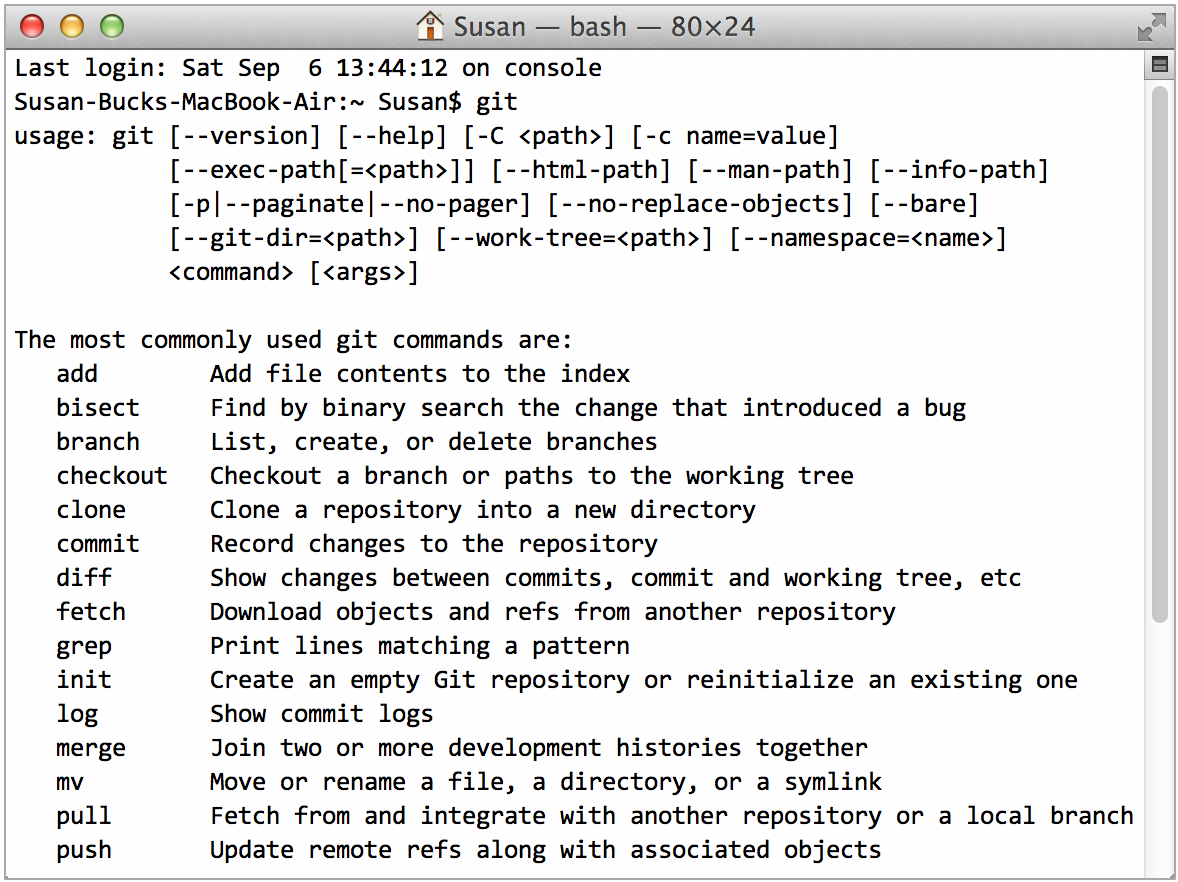 Susan — bash — 80×24
Last login: Sat Sep  6 13:44:12 on console
Susan-Bucks-MacBook-Air:~ Susan$ git
usage: git [--version] [--help] [-C <path>] [-c name=value]
           [--exec-path[=<path>]] [--html-path] [--man-path] [--info-path]
           [-p|--paginate|--no-pager] [--no-replace-objects] [--bare]
           [--git-dir=<path>] [--work-tree=<path>] [--namespace=<name>]
           <command> [<args>]

The most commonly used git commands are:
   add        Add file contents to the index
   bisect     Find by binary search the change that introduced a bug
   branch     List, create, or delete branches
   checkout   Checkout a branch or paths to the working tree
   clone      Clone a repository into a new directory
   commit     Record changes to the repository
   diff       Show changes between commits, commit and working tree, etc
   fetch      Download objects and refs from another repository
   grep       Print lines matching a pattern
   init       Create an empty Git repository or reinitialize an existing one
   log        Show commit logs
   merge      Join two or more development histories together
   mv         Move or rename a file, a directory, or a symlink
   pull       Fetch from and integrate with another repository or a local branch
   push       Update remote refs along with associated objects